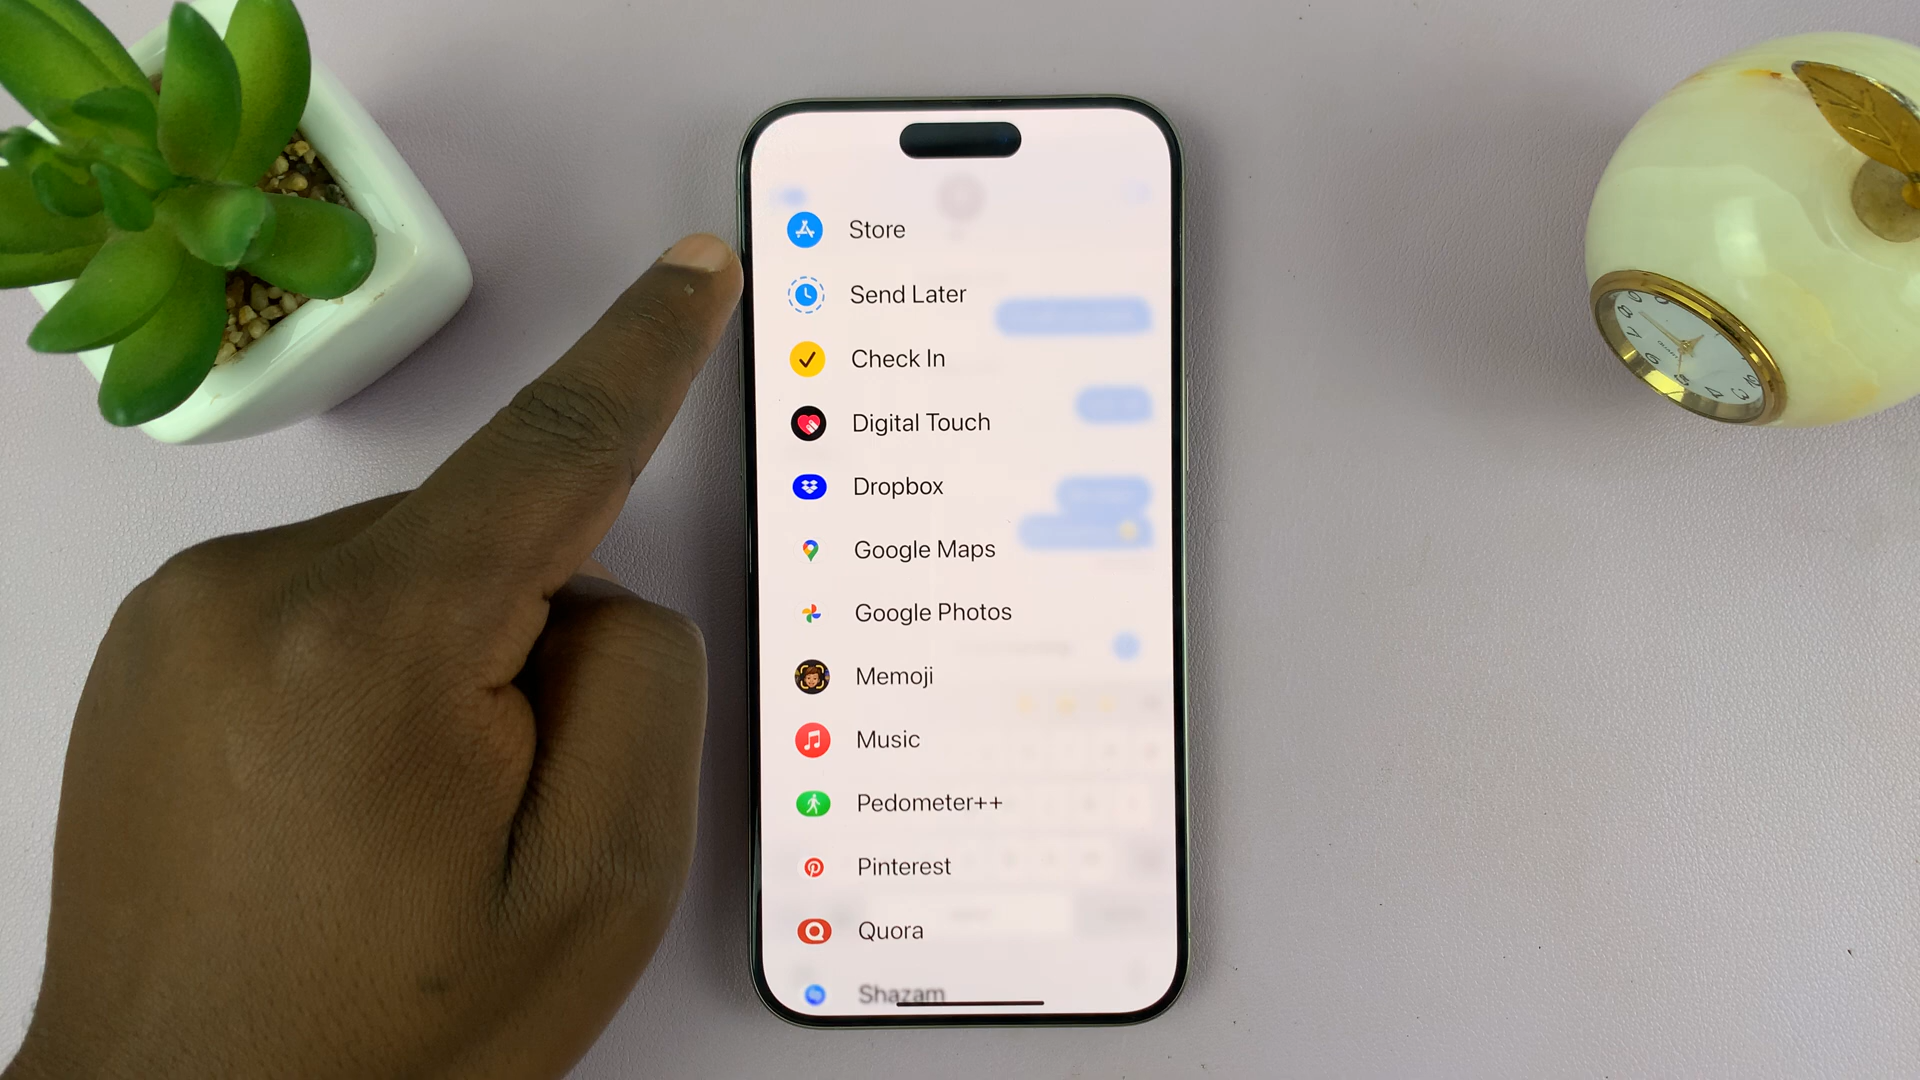 Store
Send Later
Check In
Digital Touch
Dropbox
Google Maps
Google Photos
Memoji
Music
Pedometer++
Pinterest
Quora
Shazam